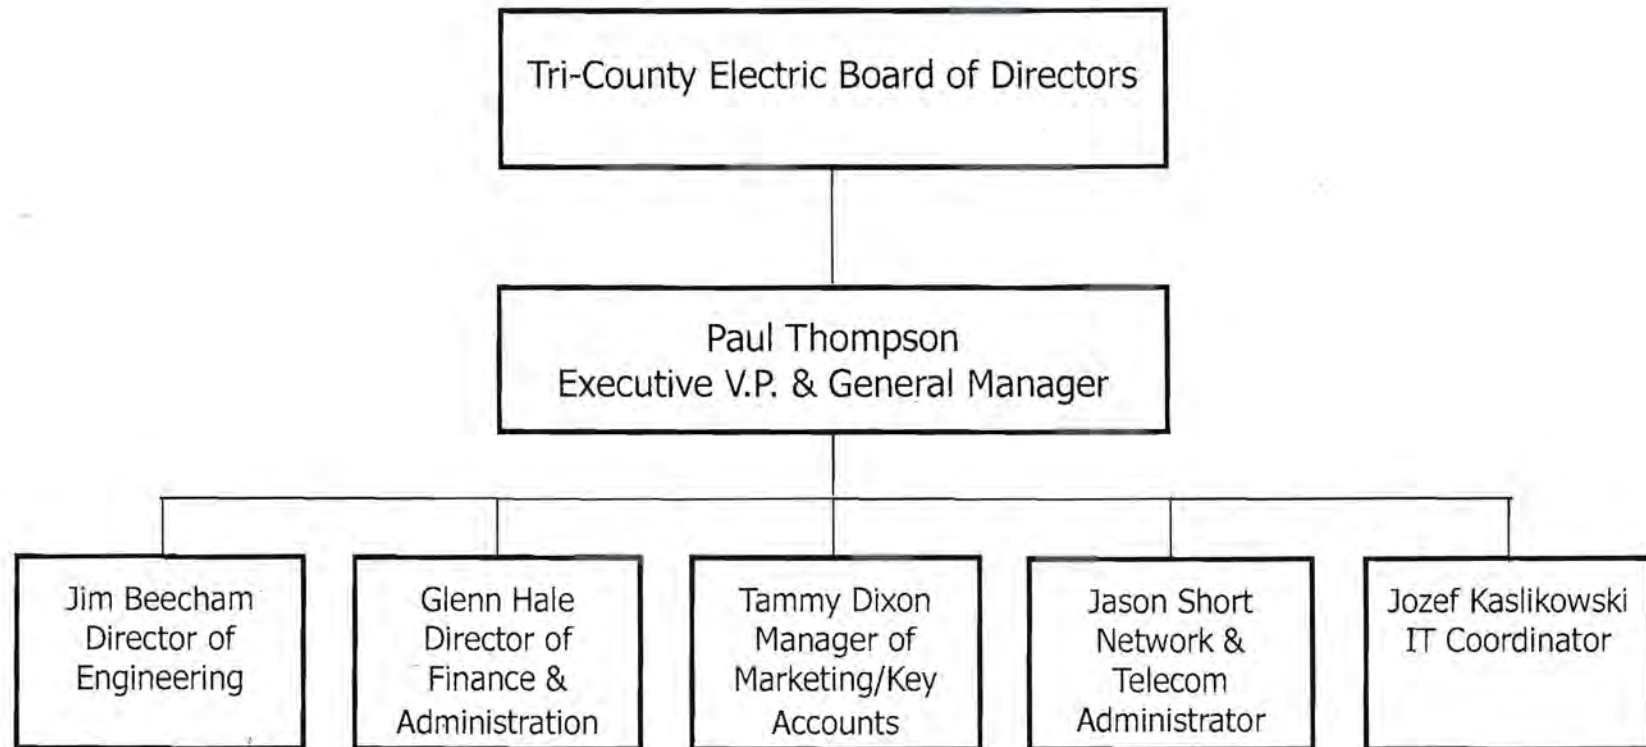 Tri-County Electric Board of Directors
Paul Thompson
Executive V.P. & General Manager
Jim Beecham
Director of
Engineering
Glenn Hale
Director of
Finance &
Administration
Tammy Dixon
Manager of
Marketing/Key
Accounts
Jason Short
Network &
Telecom
Administrator
Jozef Kaslikowski
IT Coordinator